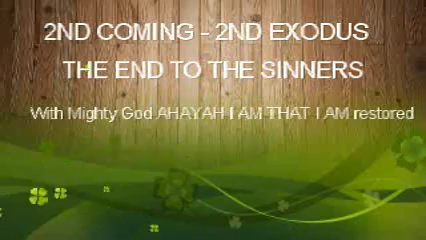 2ND COMING - 2ND EXODUS
THE END TO THE SINNERS
With Mighty God AHAYAH I AM THAT I AM restored